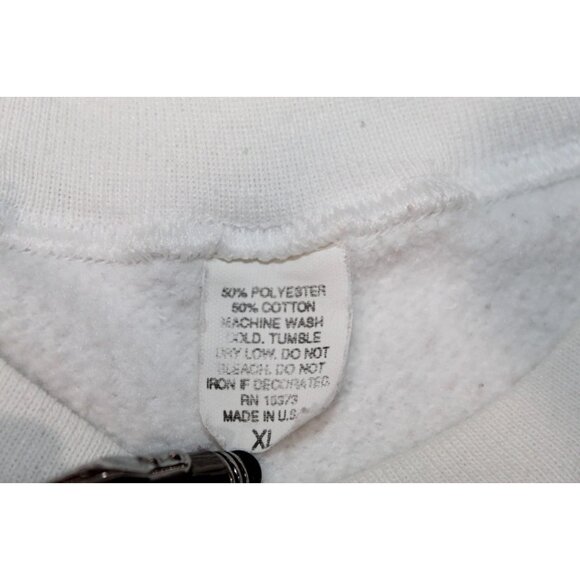 50% POLYESTER
50% COTTON
MACHINE WASH
COLD. TUMBLE
DRY LOW. DO NOT
BLEACH. DO NOT
IRON IF DECORATED.
RN 15373
MADE IN U.S.
XL